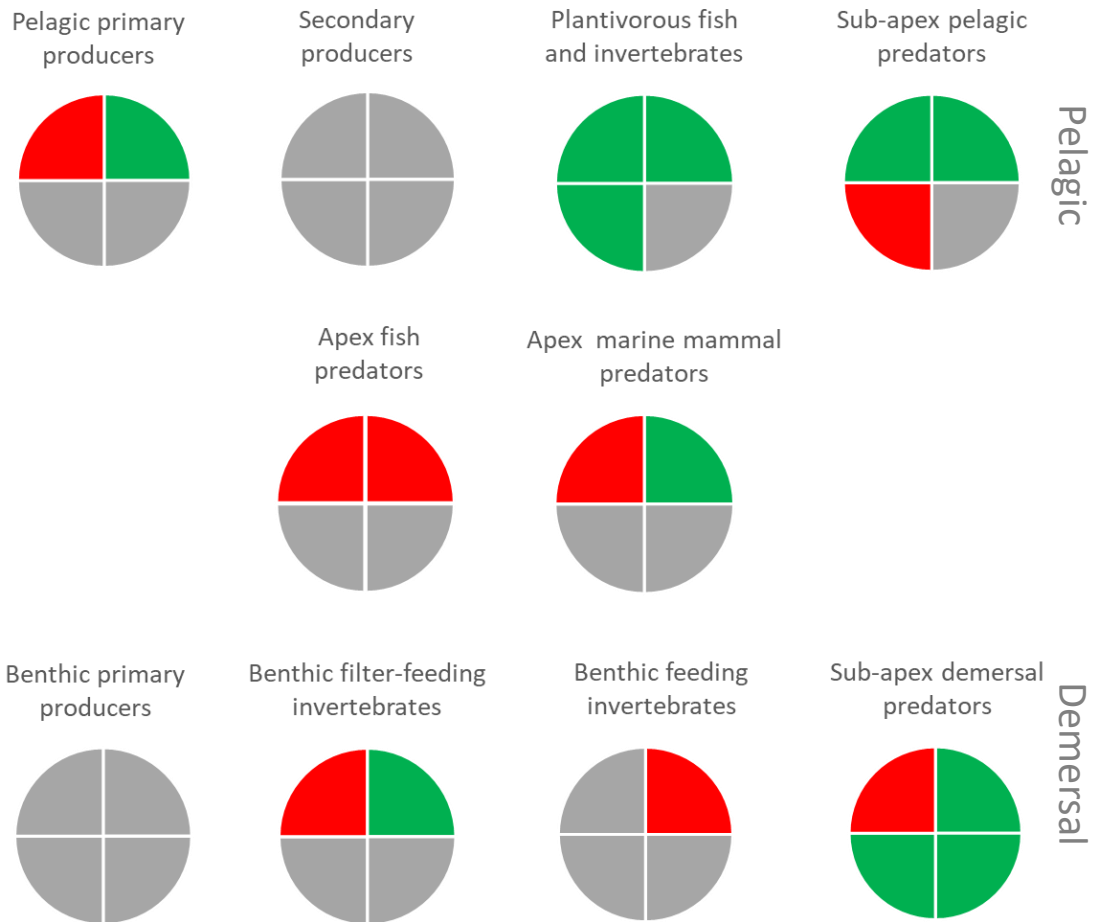 Pelagic primary
producers
Secondary
producers
Plantivorous fish
and invertebrates
Sub-apex pelagic
predators
Pelagic
Apex fish
predators
Apex marine mammal
predators
Benthic primary
producers
Benthic filter-feeding
invertebrates
Benthic feeding
invertebrates
Sub-apex demersal
predators
Demersal